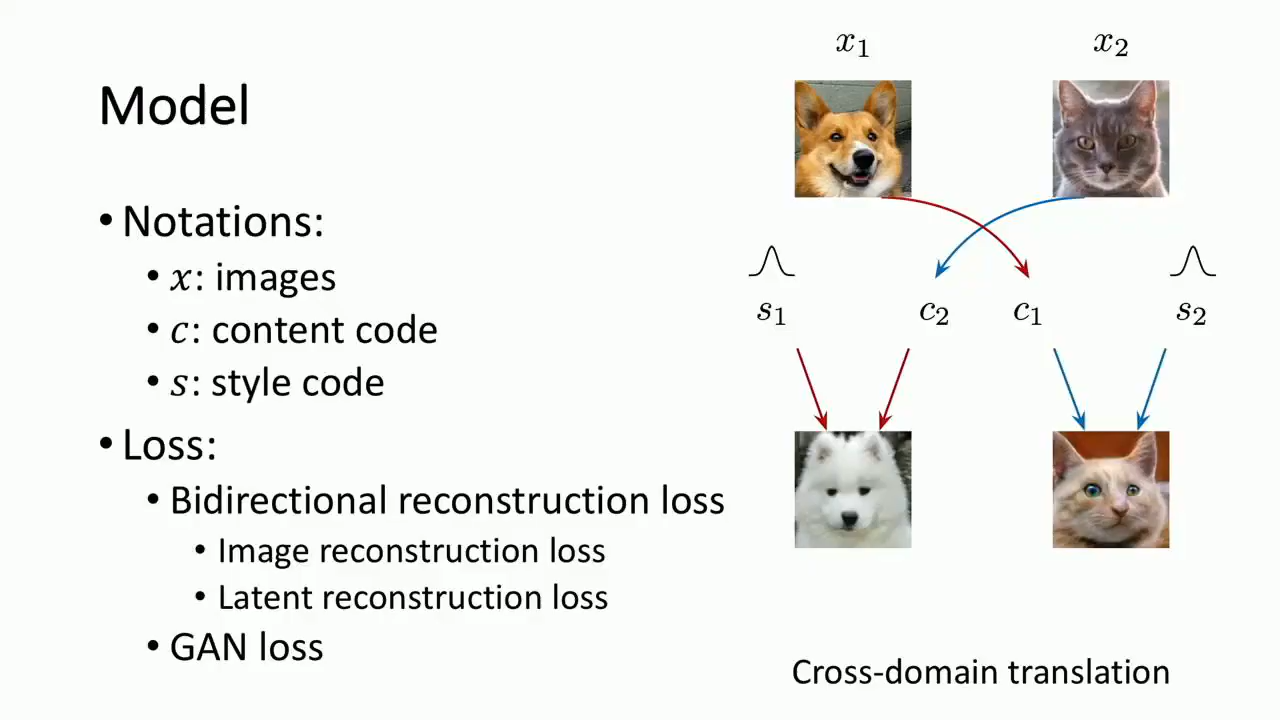 Model
• Notations:
• x: images
• c: content code
• s: style code
• Loss:
• Bidirectional reconstruction loss
• Image reconstruction loss
• Latent reconstruction loss
• GAN loss
x₁ x₂
s₁ c₂ c₁ s₂
Cross-domain translation